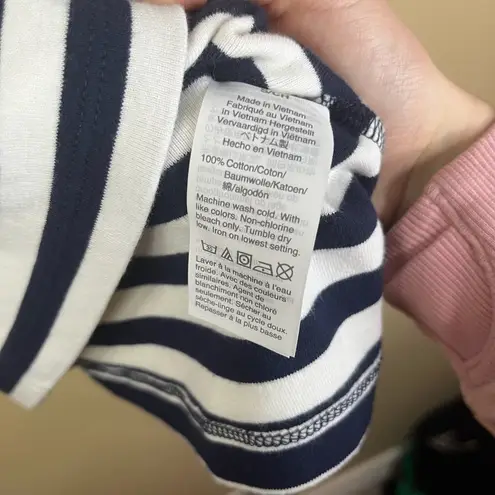 Made in Vietnam
Fabriqué au Vietnam
In Vietnam Hergestellt
Vervaardigd in Viëtnam
ベトナム製
Hecho en Vietnam
100% Cotton/Coton/
Baumwolle/Katoen/
綿/algodón
Machine wash cold. With
like colors. Non-chlorine
bleach only. Tumble dry
low. Iron on lowest setting.
Laver à la machine à l'eau
froide. Avec des couleurs
similaires. Agent de
blanchiment non chloré
seulement. Sécher au
sèche-linge au cycle doux.
Repasser à la plus basse